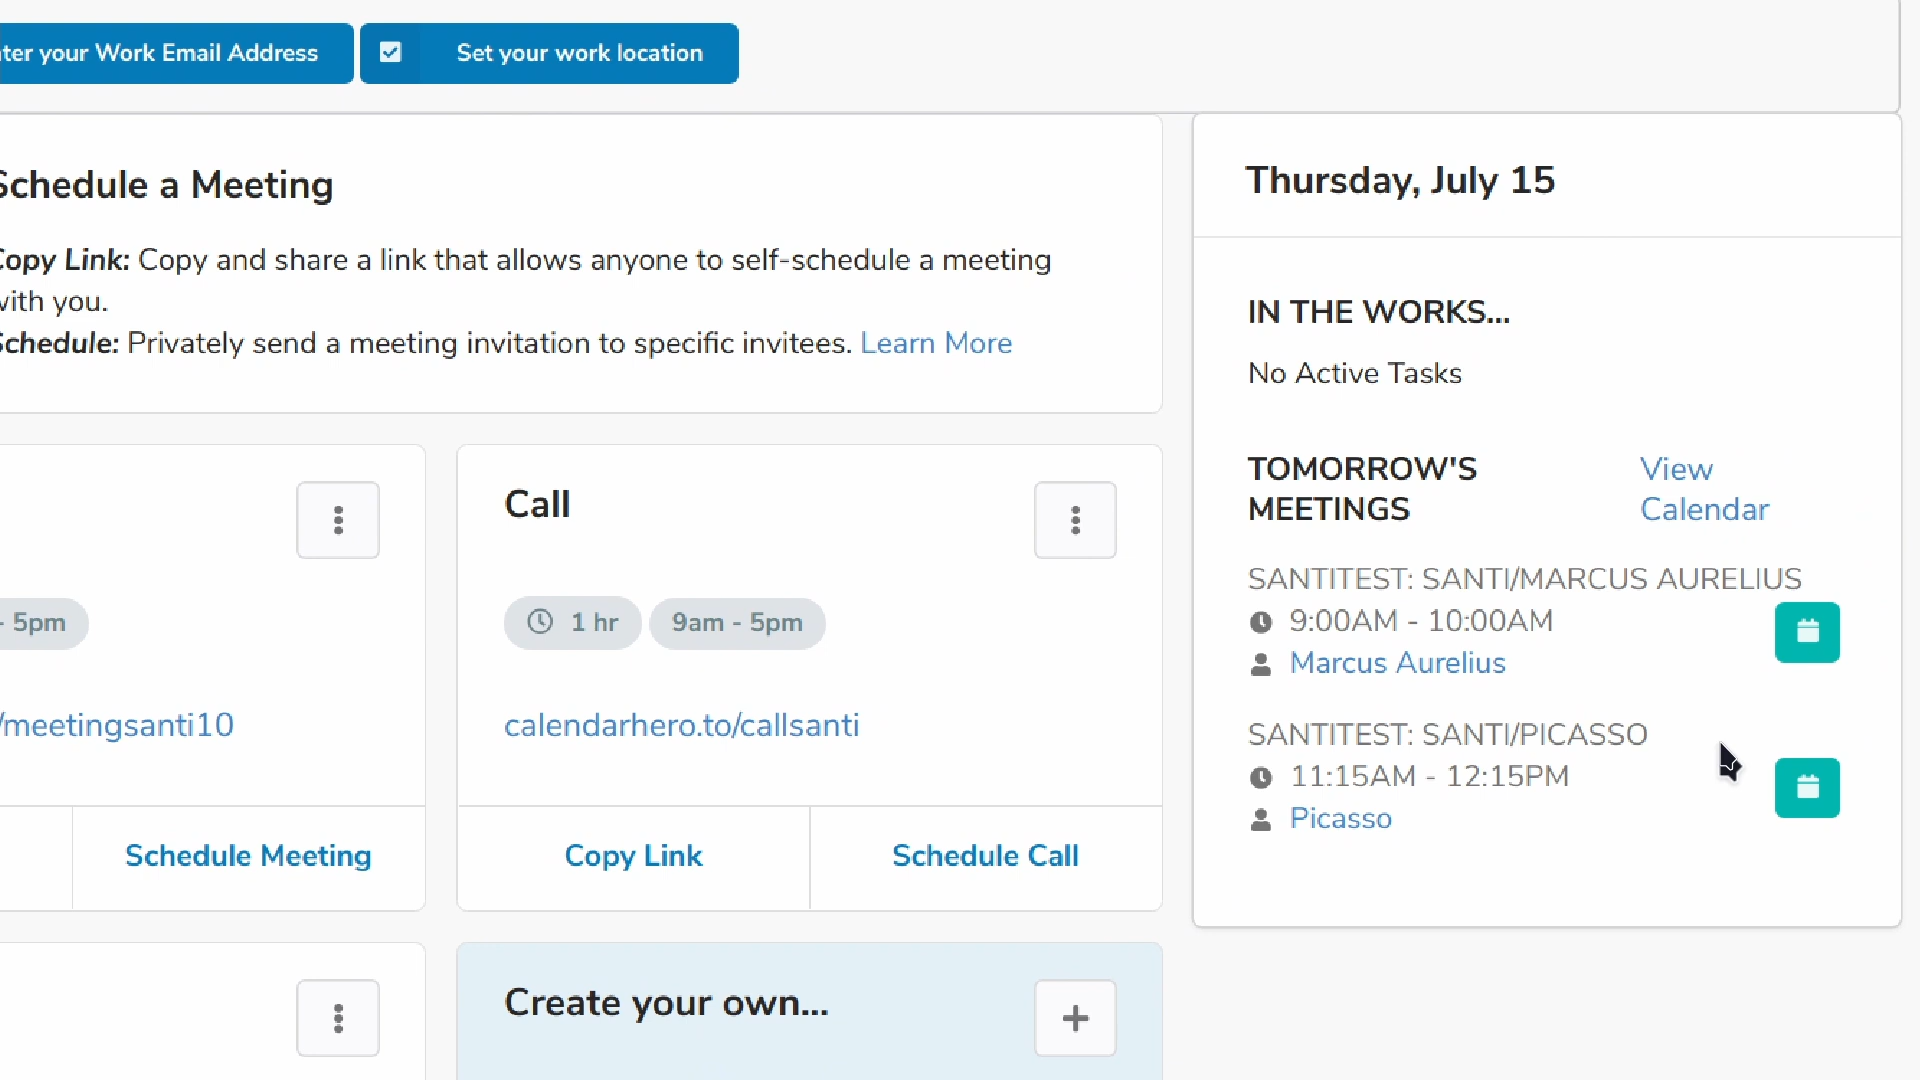 ter your Work Email Address
Set your work location
Schedule a Meeting
Copy Link: Copy and share a link that allows anyone to self-schedule a meeting
with you.
Schedule: Privately send a meeting invitation to specific invitees. Learn More
- 5pm
/meetingsanti10
Schedule Meeting
Call
1 hr
9am - 5pm
calendarhero.to/callsanti
Copy Link
Schedule Call
Create your own...
Thursday, July 15
IN THE WORKS...
No Active Tasks
TOMORROW'S
MEETINGS
View
Calendar
SANTITEST: SANTI/MARCUS AURELIUS
9:00AM - 10:00AM
Marcus Aurelius
SANTITEST: SANTI/PICASSO
11:15AM - 12:15PM
Picasso